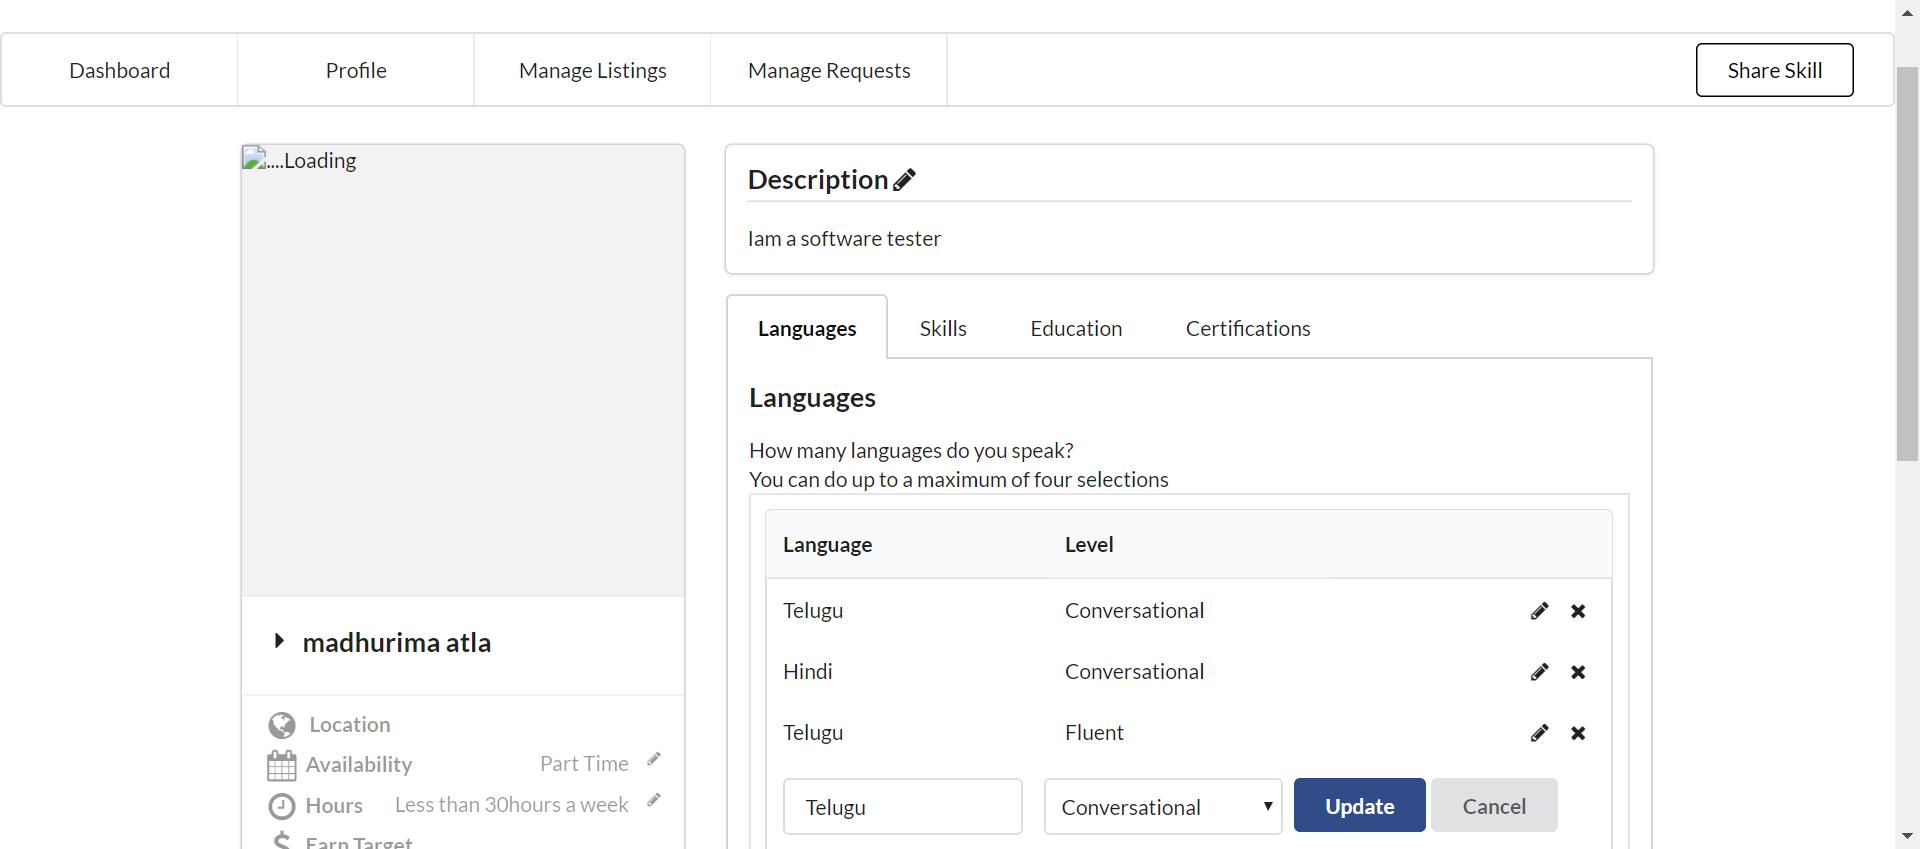 Dashboard Profile Manage Listings Manage Requests Share Skill
....Loading
madhurima atla
Location
Availability Part Time
Hours Less than 30hours a week
Earn Target
Description
Iam a software tester
Languages Skills Education Certifications
Languages
How many languages do you speak?
You can do up to a maximum of four selections
Language Level
Telugu Conversational
Hindi Conversational
Telugu Fluent
Telugu Conversational Update Cancel